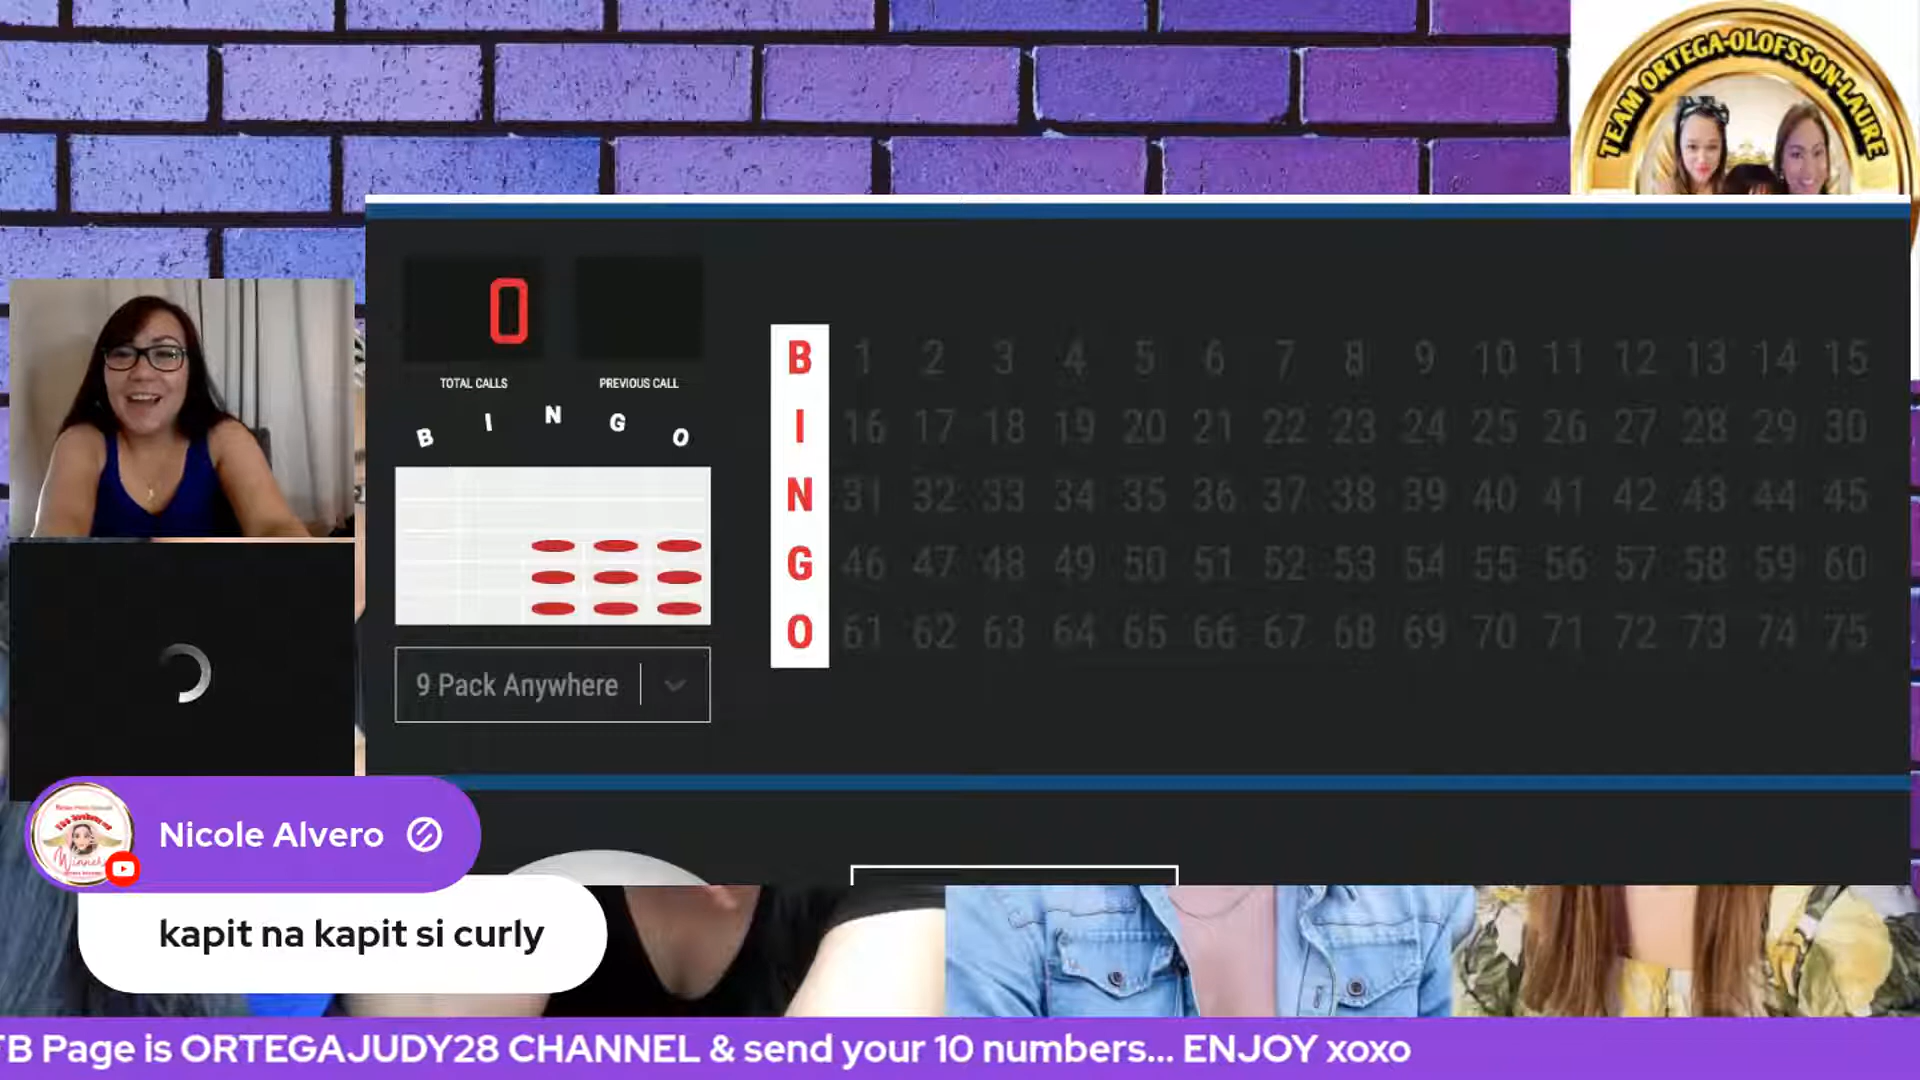 TEAM ORTEGA-OLOFSSON-LAURE
0
TOTAL CALLS
PREVIOUS CALL
B I N G O
9 Pack Anywhere
B 1 2 3 4 5 6 7 8 9 10 11 12 13 14 15
I 16 17 18 19 20 21 22 23 24 25 26 27 28 29 30
N 31 32 33 34 35 36 37 38 39 40 41 42 43 44 45
G 46 47 48 49 50 51 52 53 54 55 56 57 58 59 60
O 61 62 63 64 65 66 67 68 69 70 71 72 73 74 75
Nicole Alvero
Winner
kapit na kapit si curly
TB Page is ORTEGAJUDY28 CHANNEL & send your 10 numbers... ENJOY xoxo